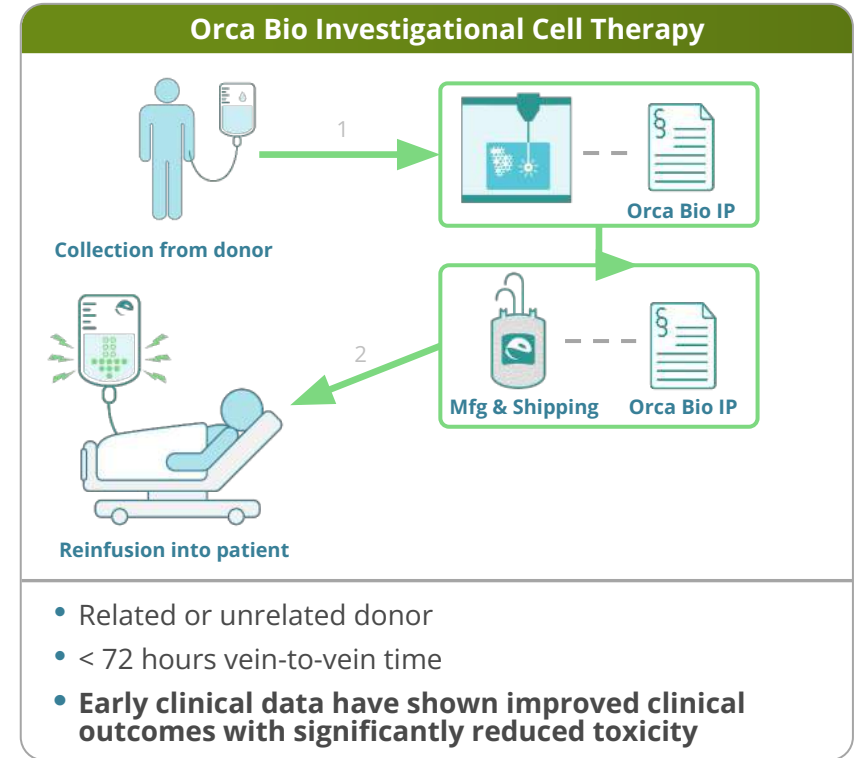 Orca Bio Investigational Cell Therapy
1
§
Orca Bio IP
Collection from donor
2
§
Mfg & Shipping
Orca Bio IP
Reinfusion into patient
• Related or unrelated donor
• < 72 hours vein-to-vein time
• Early clinical data have shown improved clinical
outcomes with significantly reduced toxicity